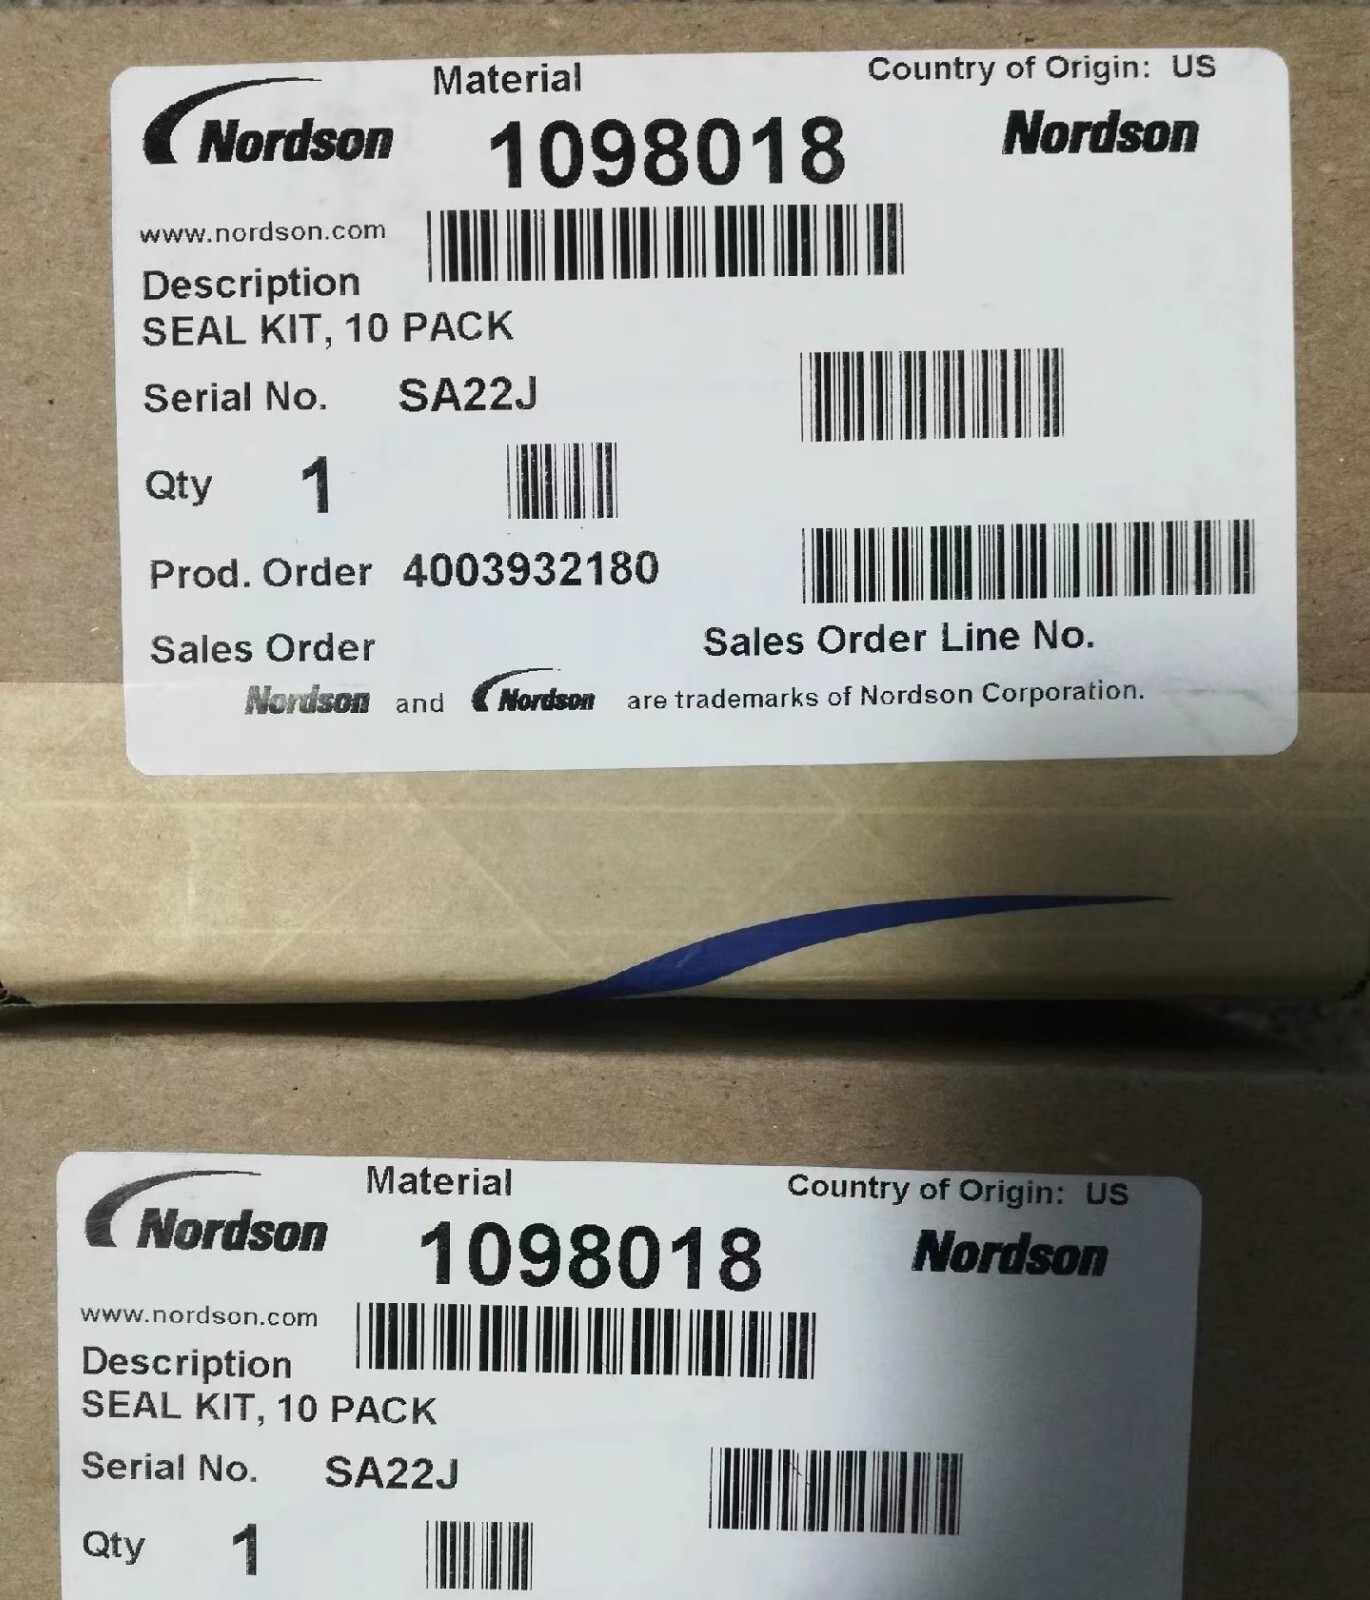 Material
Country of Origin: US
Nordson
1098018
Nordson
www.nordson.com
Description
SEAL KIT, 10 PACK
Serial No. SA22J
Qty 1
Prod. Order 4003932180
Sales Order
Sales Order Line No.
Nordson and Nordson are trademarks of Nordson Corporation.
Material
Country of Origin: US
Nordson
1098018
Nordson
www.nordson.com
Description
SEAL KIT, 10 PACK
Serial No. SA22J
Qty 1